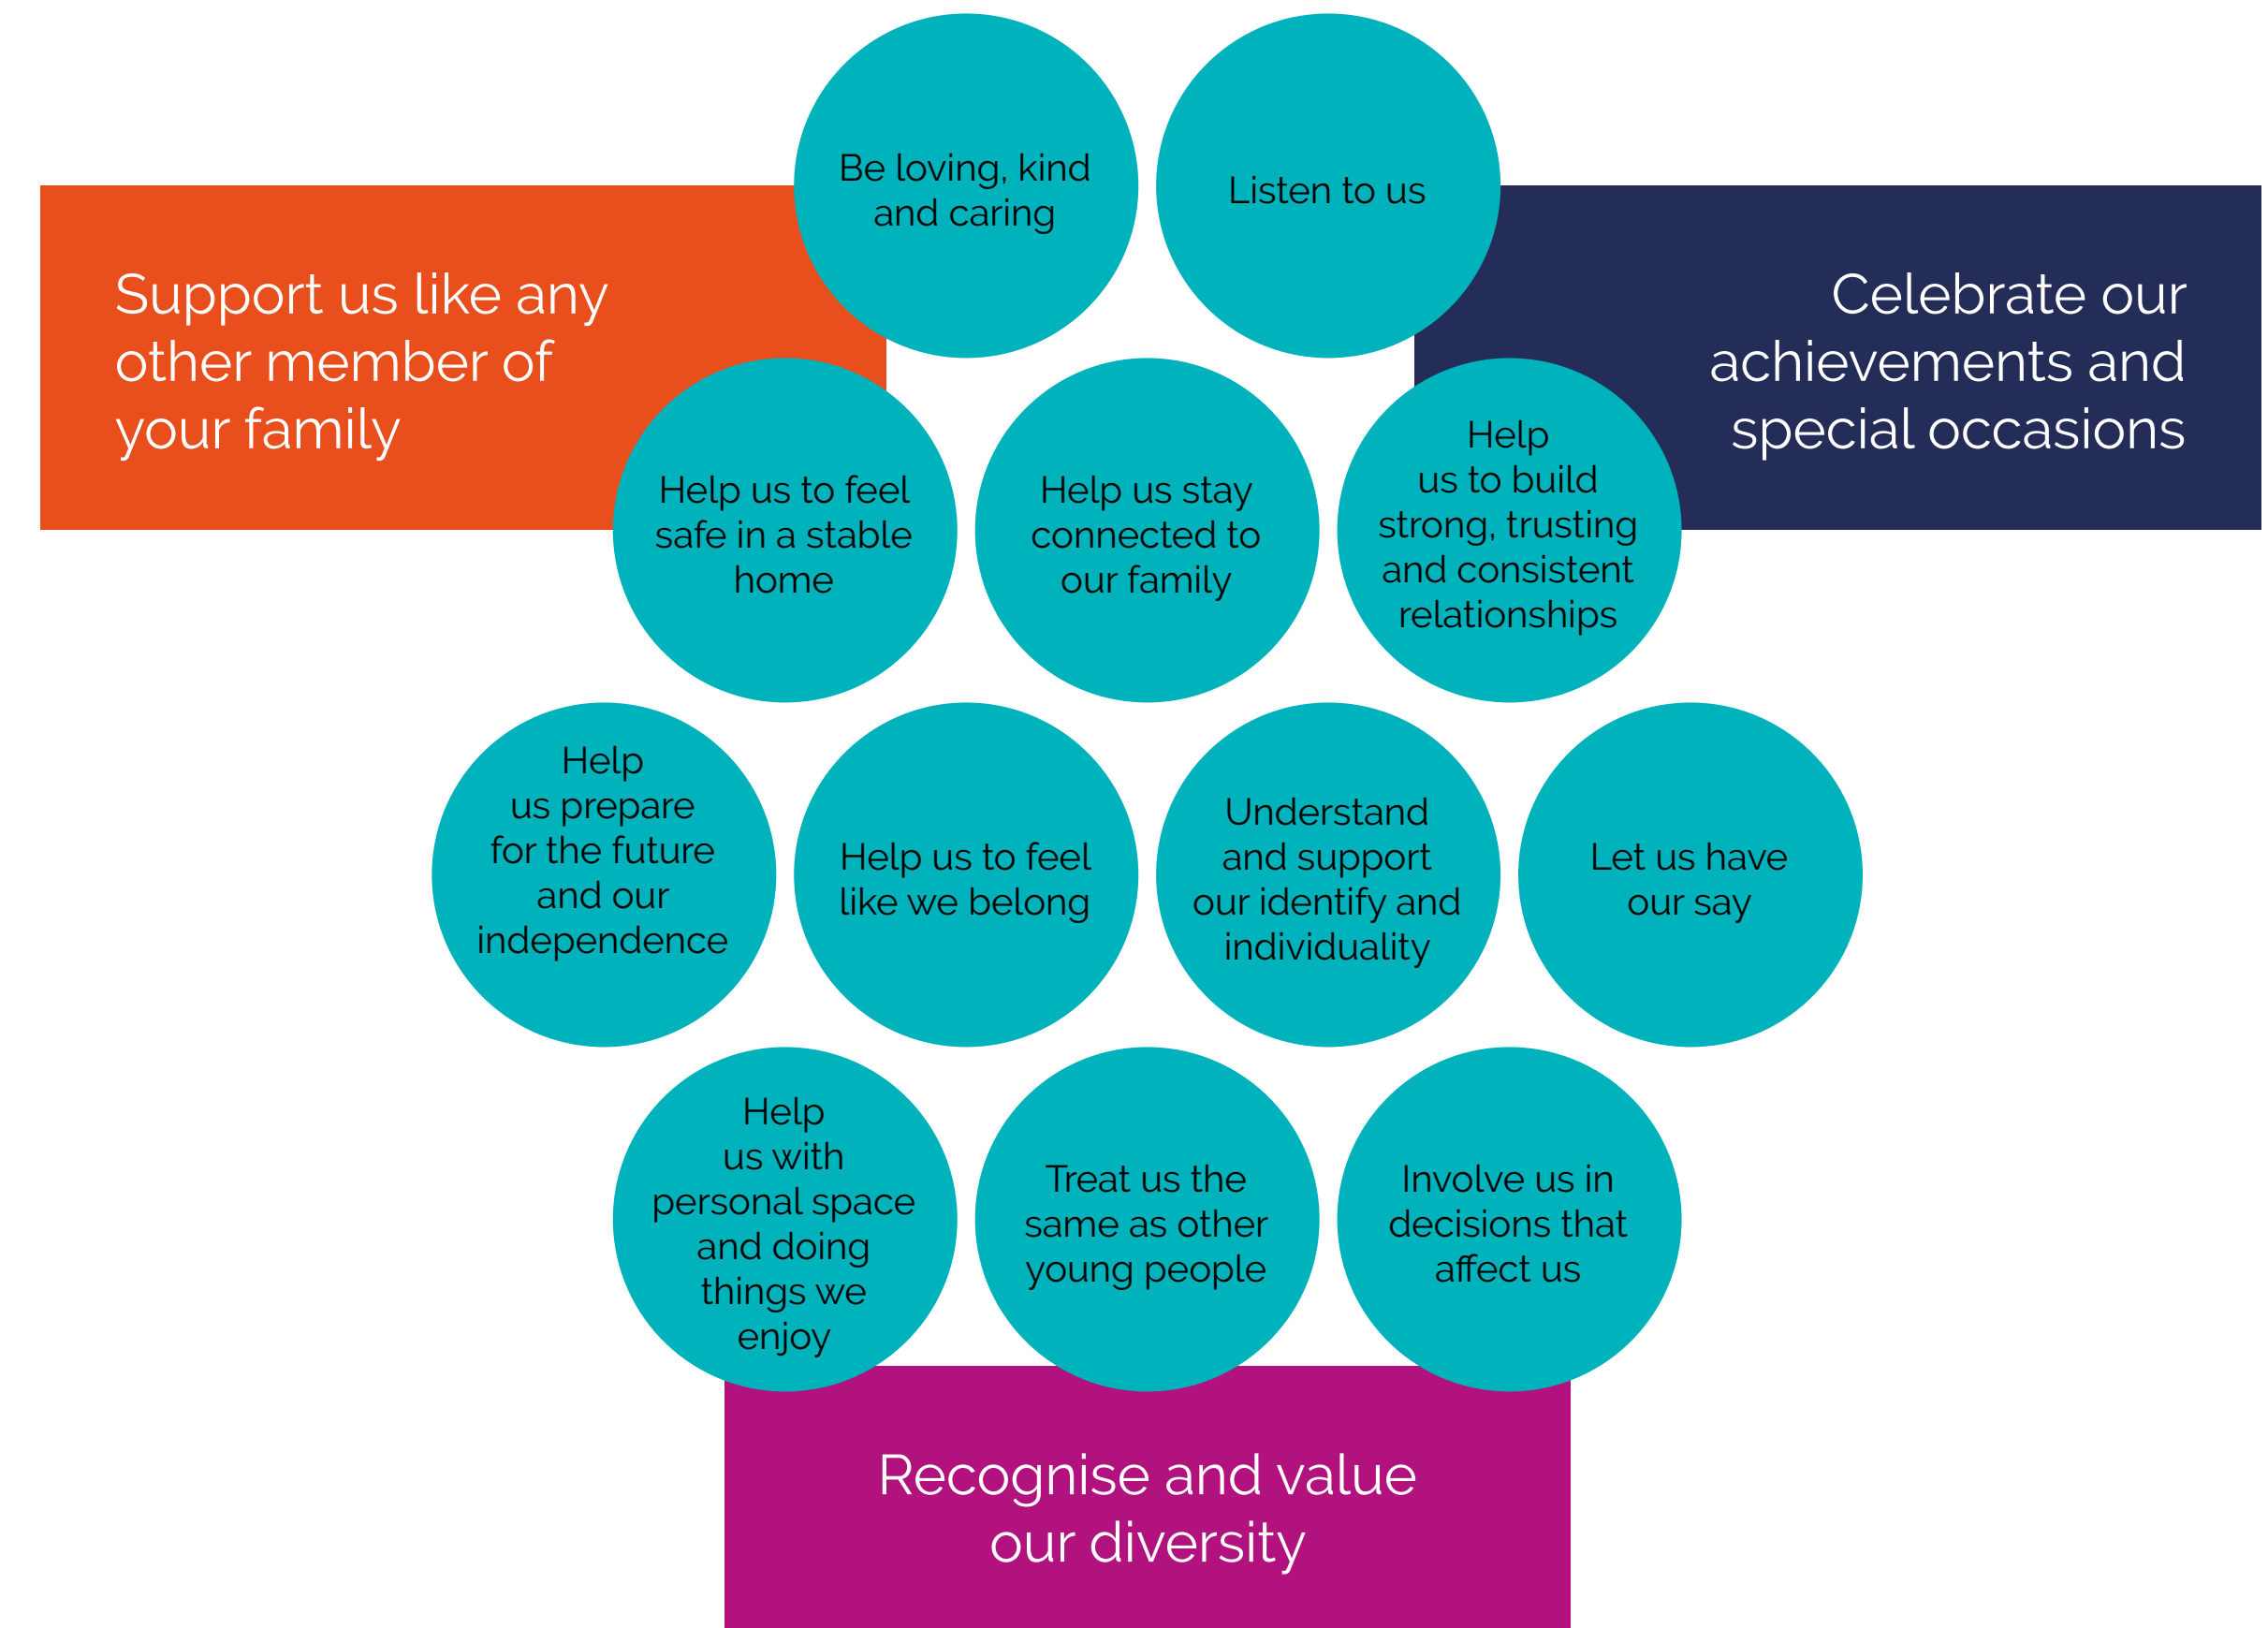 Be loving, kind
and caring
Listen to us
Support us like any
other member of
your family
Celebrate our
achievements and
special occasions
Help us to feel
safe in a stable
home
Help us stay
connected to
our family
Help
us to build
strong, trusting
and consistent
relationships
Help
us prepare
for the future
and our
independence
Help us to feel
like we belong
Understand
and support
our identify and
individuality
Let us have
our say
Help
us with
personal space
and doing
things we
enjoy
Treat us the
same as other
young people
Involve us in
decisions that
affect us
Recognise and value
our diversity